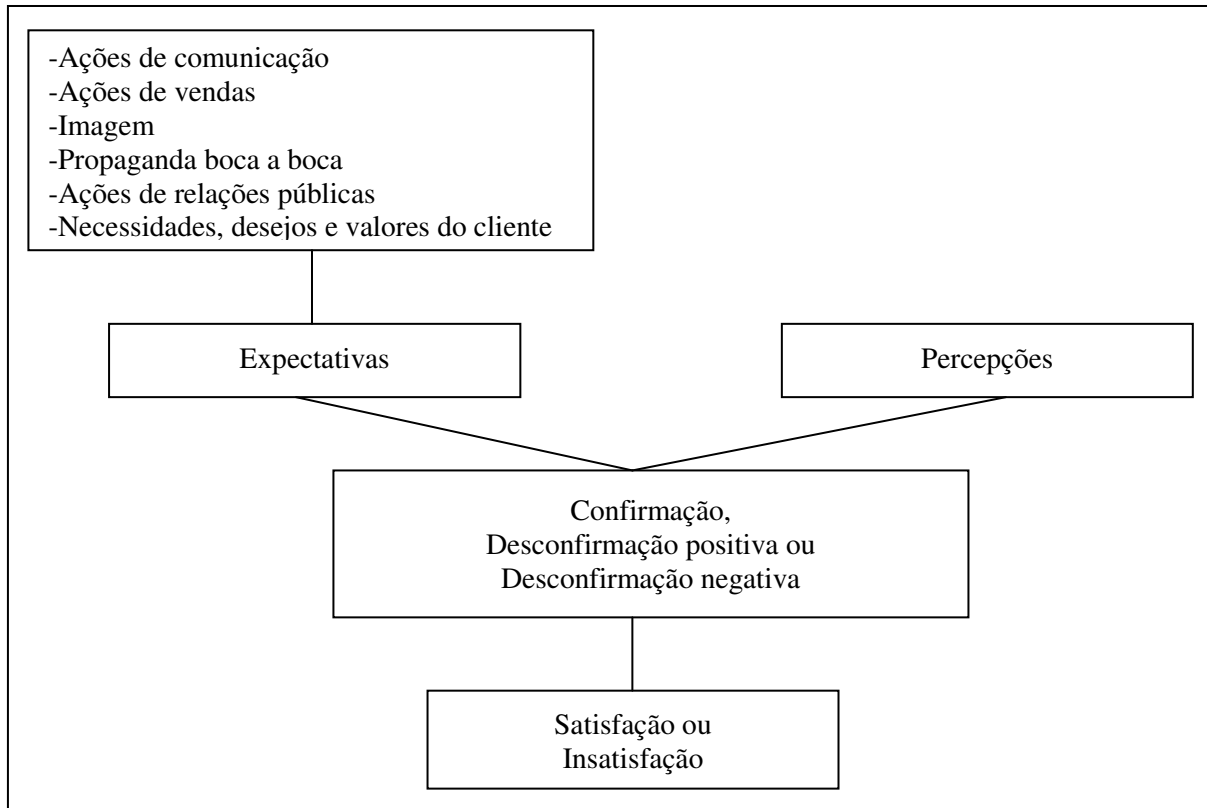 -Ações de comunicação
-Ações de vendas
-Imagem
-Propaganda boca a boca
-Ações de relações públicas
-Necessidades, desejos e valores do cliente
Expectativas
Percepções
Confirmação,
Desconfirmação positiva ou
Desconfirmação negativa
Satisfação ou
Insatisfação